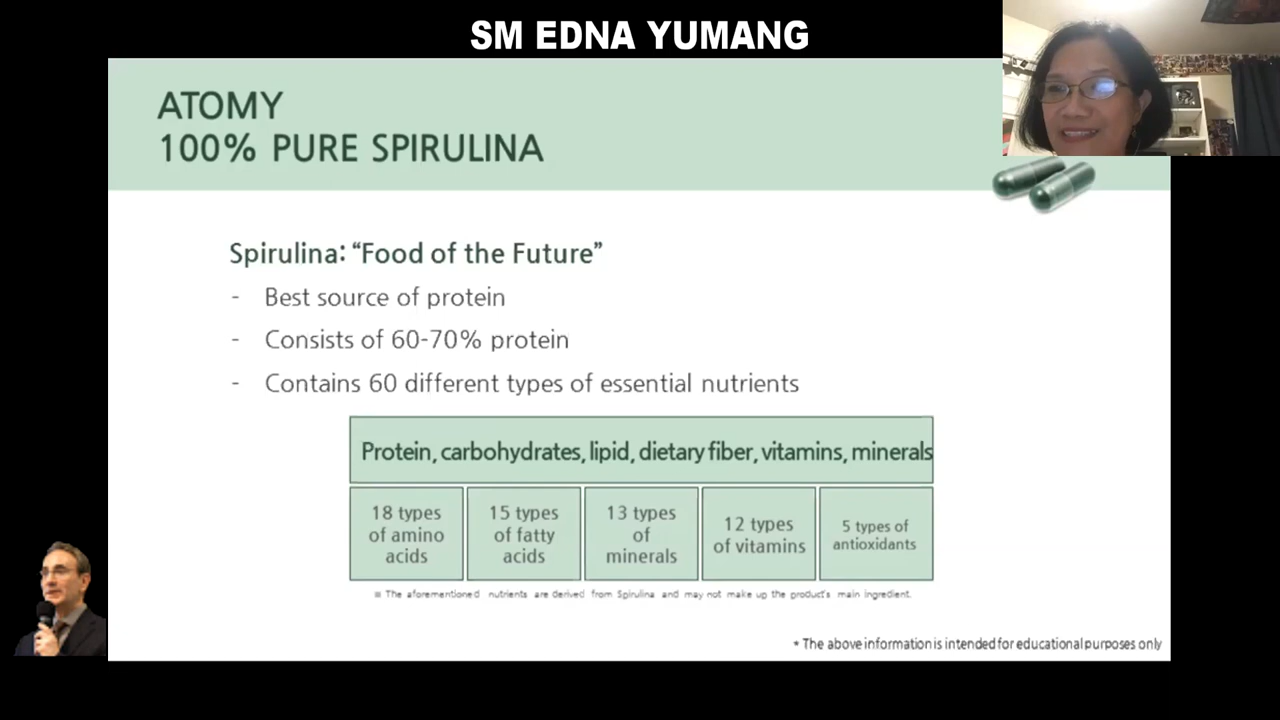 SM EDNA YUMANG
ATOMY
100% PURE SPIRULINA
Spirulina: “Food of the Future”
- Best source of protein
- Consists of 60-70% protein
- Contains 60 different types of essential nutrients
Protein, carbohydrates, lipid, dietary fiber, vitamins, minerals
18 types
of amino
acids
15 types
of fatty
acids
13 types
of
minerals
12 types
of vitamins
5 types of
antioxidants
※ The aforementioned nutrients are derived from Spirulina and may not make up the product's main ingredient.
* The above information is intended for educational purposes only